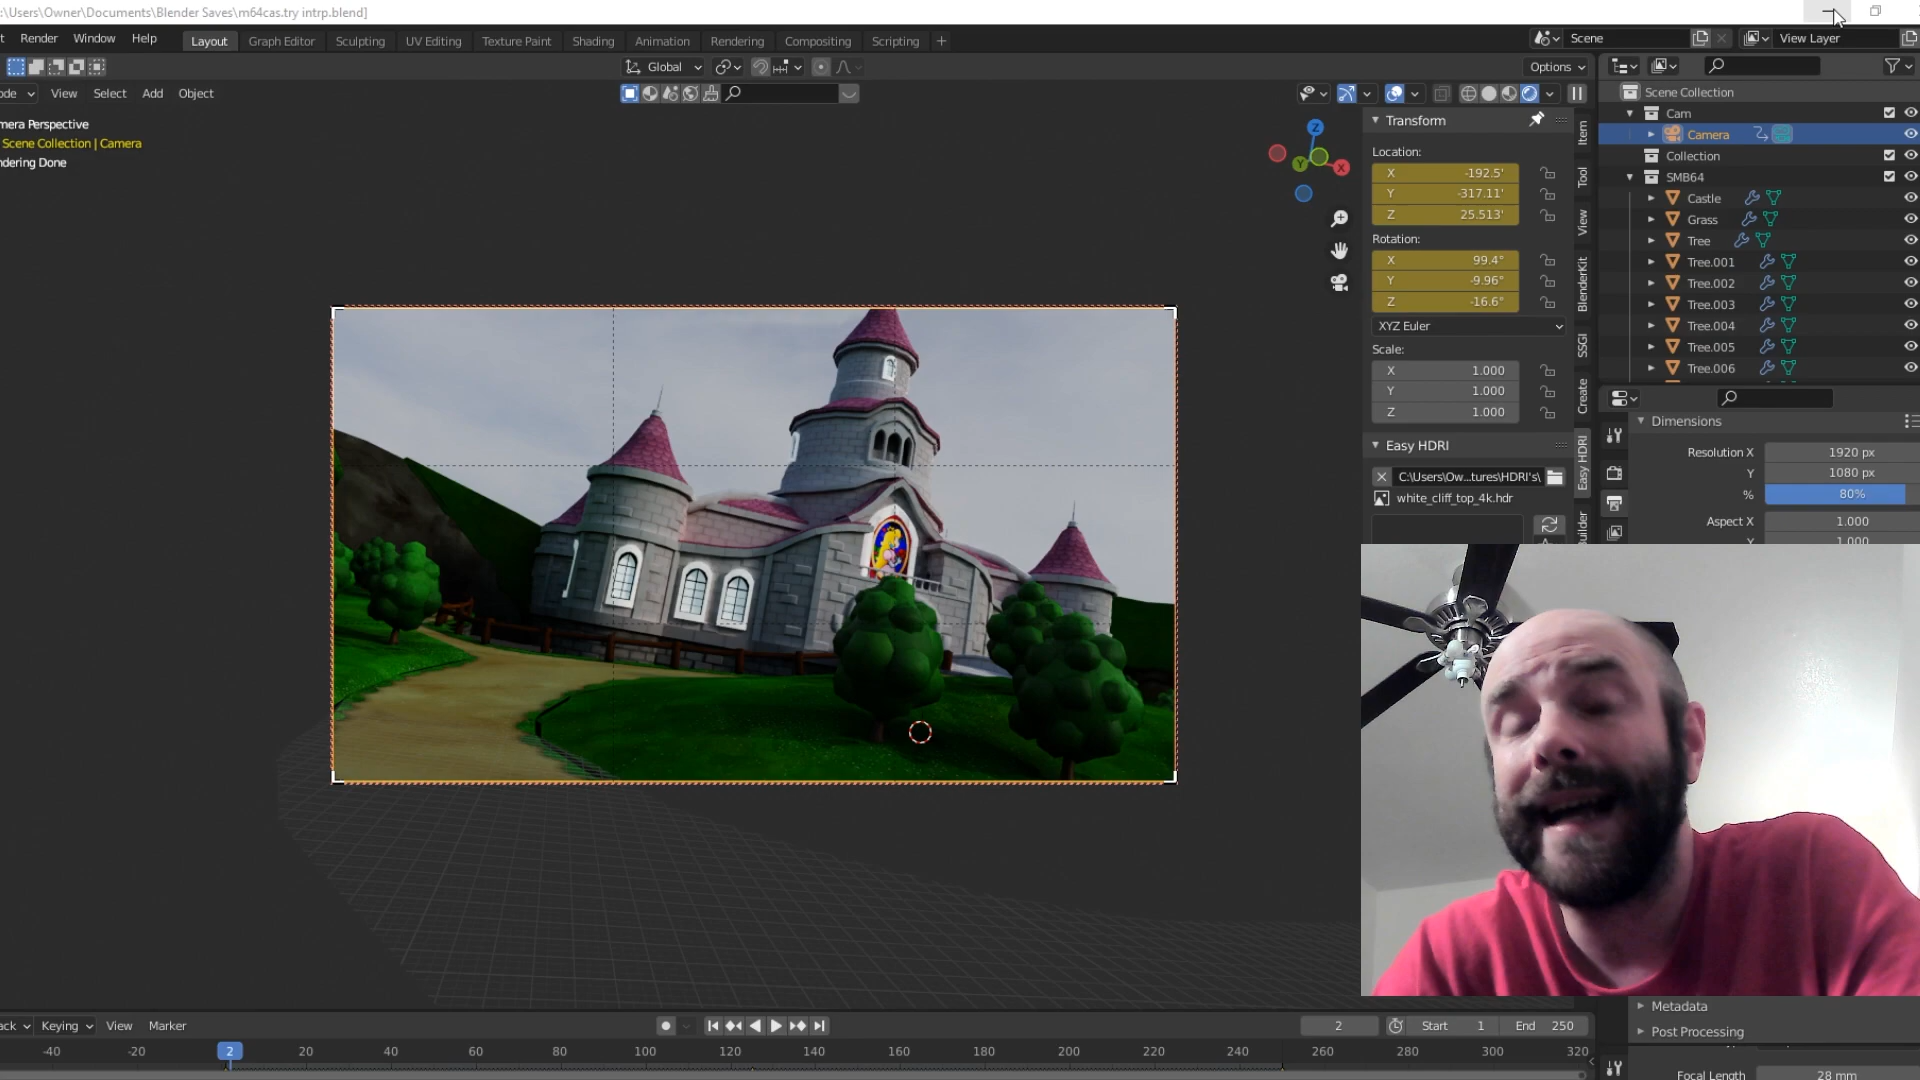 :\Users\Owner\Documents\Blender Saves\m64cas.try intrp.blend]
Render Window Help Layout Graph Editor Sculpting UV Editing Texture Paint Shading Animation Rendering Compositing Scripting + Scene View Layer
Global Options
ode View Select Add Object
mera Perspective
Scene Collection | Camera
ndering Done
Z
Y
X
Transform
Location:
X -192.5'
Y -317.11'
Z 25.513'
Rotation:
X 99.4°
Y -9.96°
Z -16.6°
XYZ Euler
Scale:
X 1.000
Y 1.000
Z 1.000
Easy HDRI
C:\Users\Ow...tures\HDRI's\
white_cliff_top_4k.hdr
Item
Tool
View
BlenderKit
SSGI
Create
Easy HDRI
uilder
Scene Collection
Cam
Camera
Collection
SMB64
Castle
Grass
Tree
Tree.001
Tree.002
Tree.003
Tree.004
Tree.005
Tree.006
Dimensions
Resolution X 1920 px
Y 1080 px
% 80%
Aspect X 1.000
Y 1.000
Metadata
Post Processing
Focal Length 28 mm
ack Keying View Marker 2 Start 1 End 250
-40 -20 2 20 40 60 80 100 120 140 160 180 200 220 240 260 280 300 320